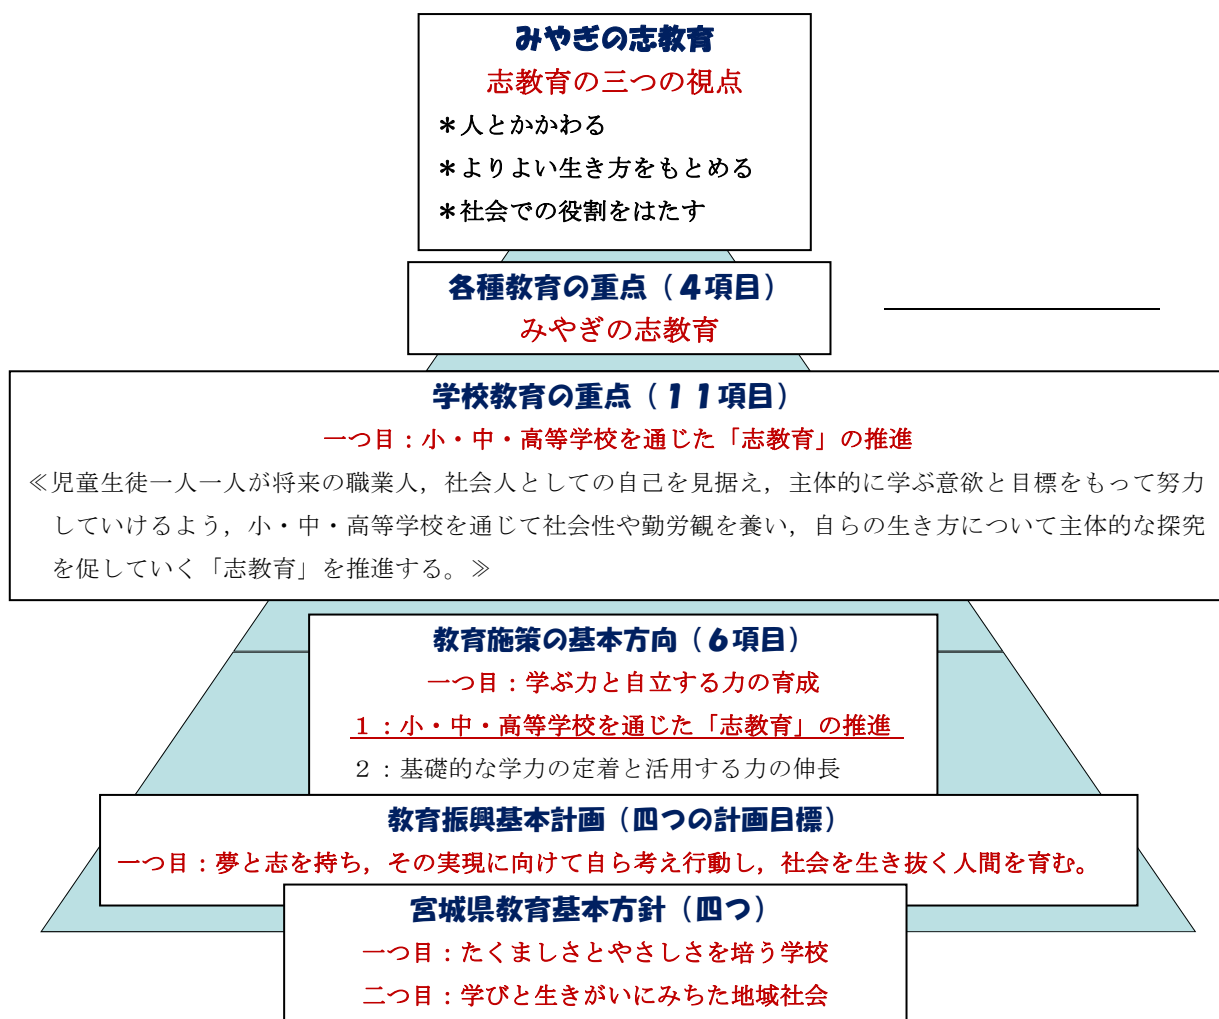 みやぎの志教育
志教育の三つの視点
＊人とかかわる
＊よりよい生き方をもとめる
＊社会での役割をはたす
各種教育の重点（４項目）
みやぎの志教育
学校教育の重点（１１項目）
一つ目：小・中・高等学校を通じた「志教育」の推進
≪児童生徒一人一人が将来の職業人，社会人としての自己を見据え，主体的に学ぶ意欲と目標をもって努力
していけるよう，小・中・高等学校を通じて社会性や勤労観を養い，自らの生き方について主体的な探究
を促していく「志教育」を推進する。≫
教育施策の基本方向（６項目）
一つ目：学ぶ力と自立する力の育成
１：小・中・高等学校を通じた「志教育」の推進
２：基礎的な学力の定着と活用する力の伸長
教育振興基本計画（四つの計画目標）
一つ目：夢と志を持ち，その実現に向けて自ら考え行動し，社会を生き抜く人間を育む。
宮城県教育基本方針（四つ）
一つ目：たくましさとやさしさを培う学校
二つ目：学びと生きがいにみちた地域社会